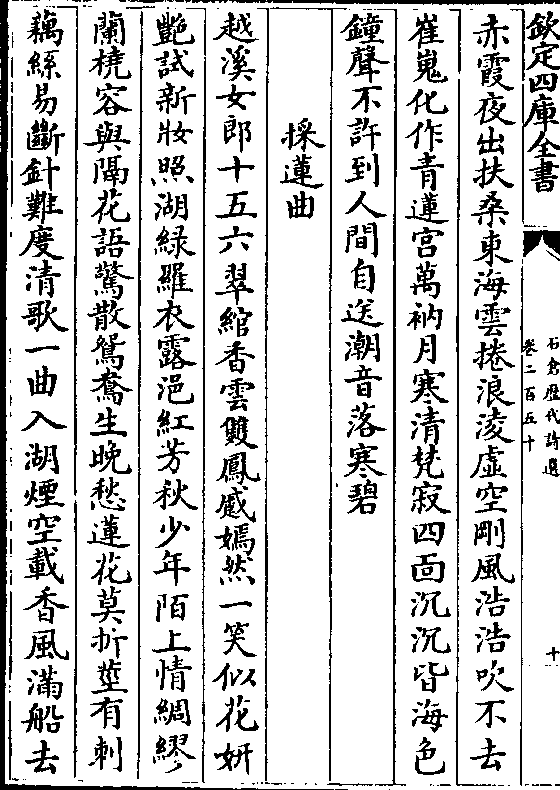 欽定四庫全書
石倉歷代詩選
卷二百五十
十
赤霞夜出扶桑東海雲捲浪淩虛空剛風浩浩吹不去
崔嵬化作青蓮宮萬衲月寒清梵寂四面沉沉皆海色
鐘聲不許到人間自送潮音落寒碧
採蓮曲
越溪女郎十五六翠綰香雲雙鳳蹙嫣然一笑似花妍
艷試新妝照湖綠羅衣露浥紅芳秋少年陌上情綢繆
蘭橈容與隔花語驚散鴛鴦生晚愁蓮花莫折莖有刺
藕絲易斷針難度清歌一曲入湖煙空載香風滿船去